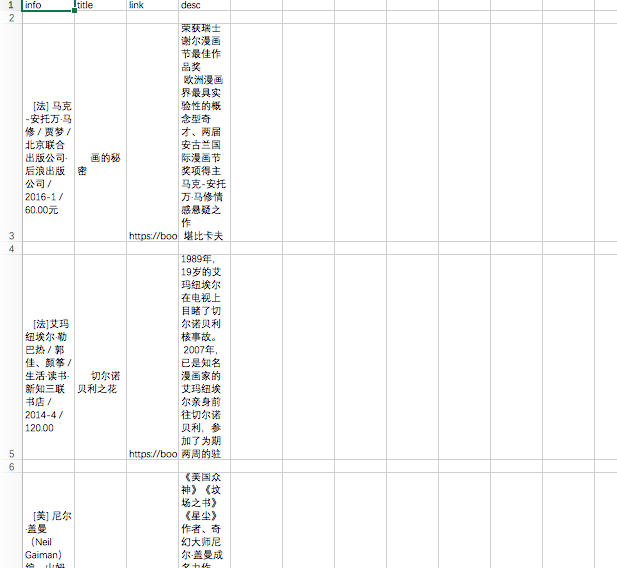 1 info title link desc
2
荣获瑞士
谢尔漫画
节最佳作
品奖
欧洲漫画
界最具实
验性的概
念型奇
才、两届
安古兰国
际漫画节
奖项得主
马克-安托
万·马修情
感悬疑之
作
堪比卡夫
[法] 马克
-安托万·马
修 / 贾梦 /
北京联合
出版公司·
后浪出版
公司 /
2016-1 /
60.00元
画的秘
密
https://boo
3
4
1989年,
19岁的艾
玛纽埃尔
在电视上
目睹了切
尔诺贝利
核事故。
2007年,
已是知名
漫画家的
艾玛纽埃
尔亲身前
往切尔诺
贝利, 参
加了为期
两周的驻
[法]艾玛
纽埃尔·勒
巴热 / 郭
佳、颜筝 /
生活·读书·
新知三联
书店 /
2014-4 /
120.00
切尔诺
贝利之花
https://boo
5
6
《美国众
神》《坟
场之书》
《星尘》
作者、奇
幻大师尼
尔·盖曼成
[美] 尼尔
·盖曼
（Neil
Gaiman）